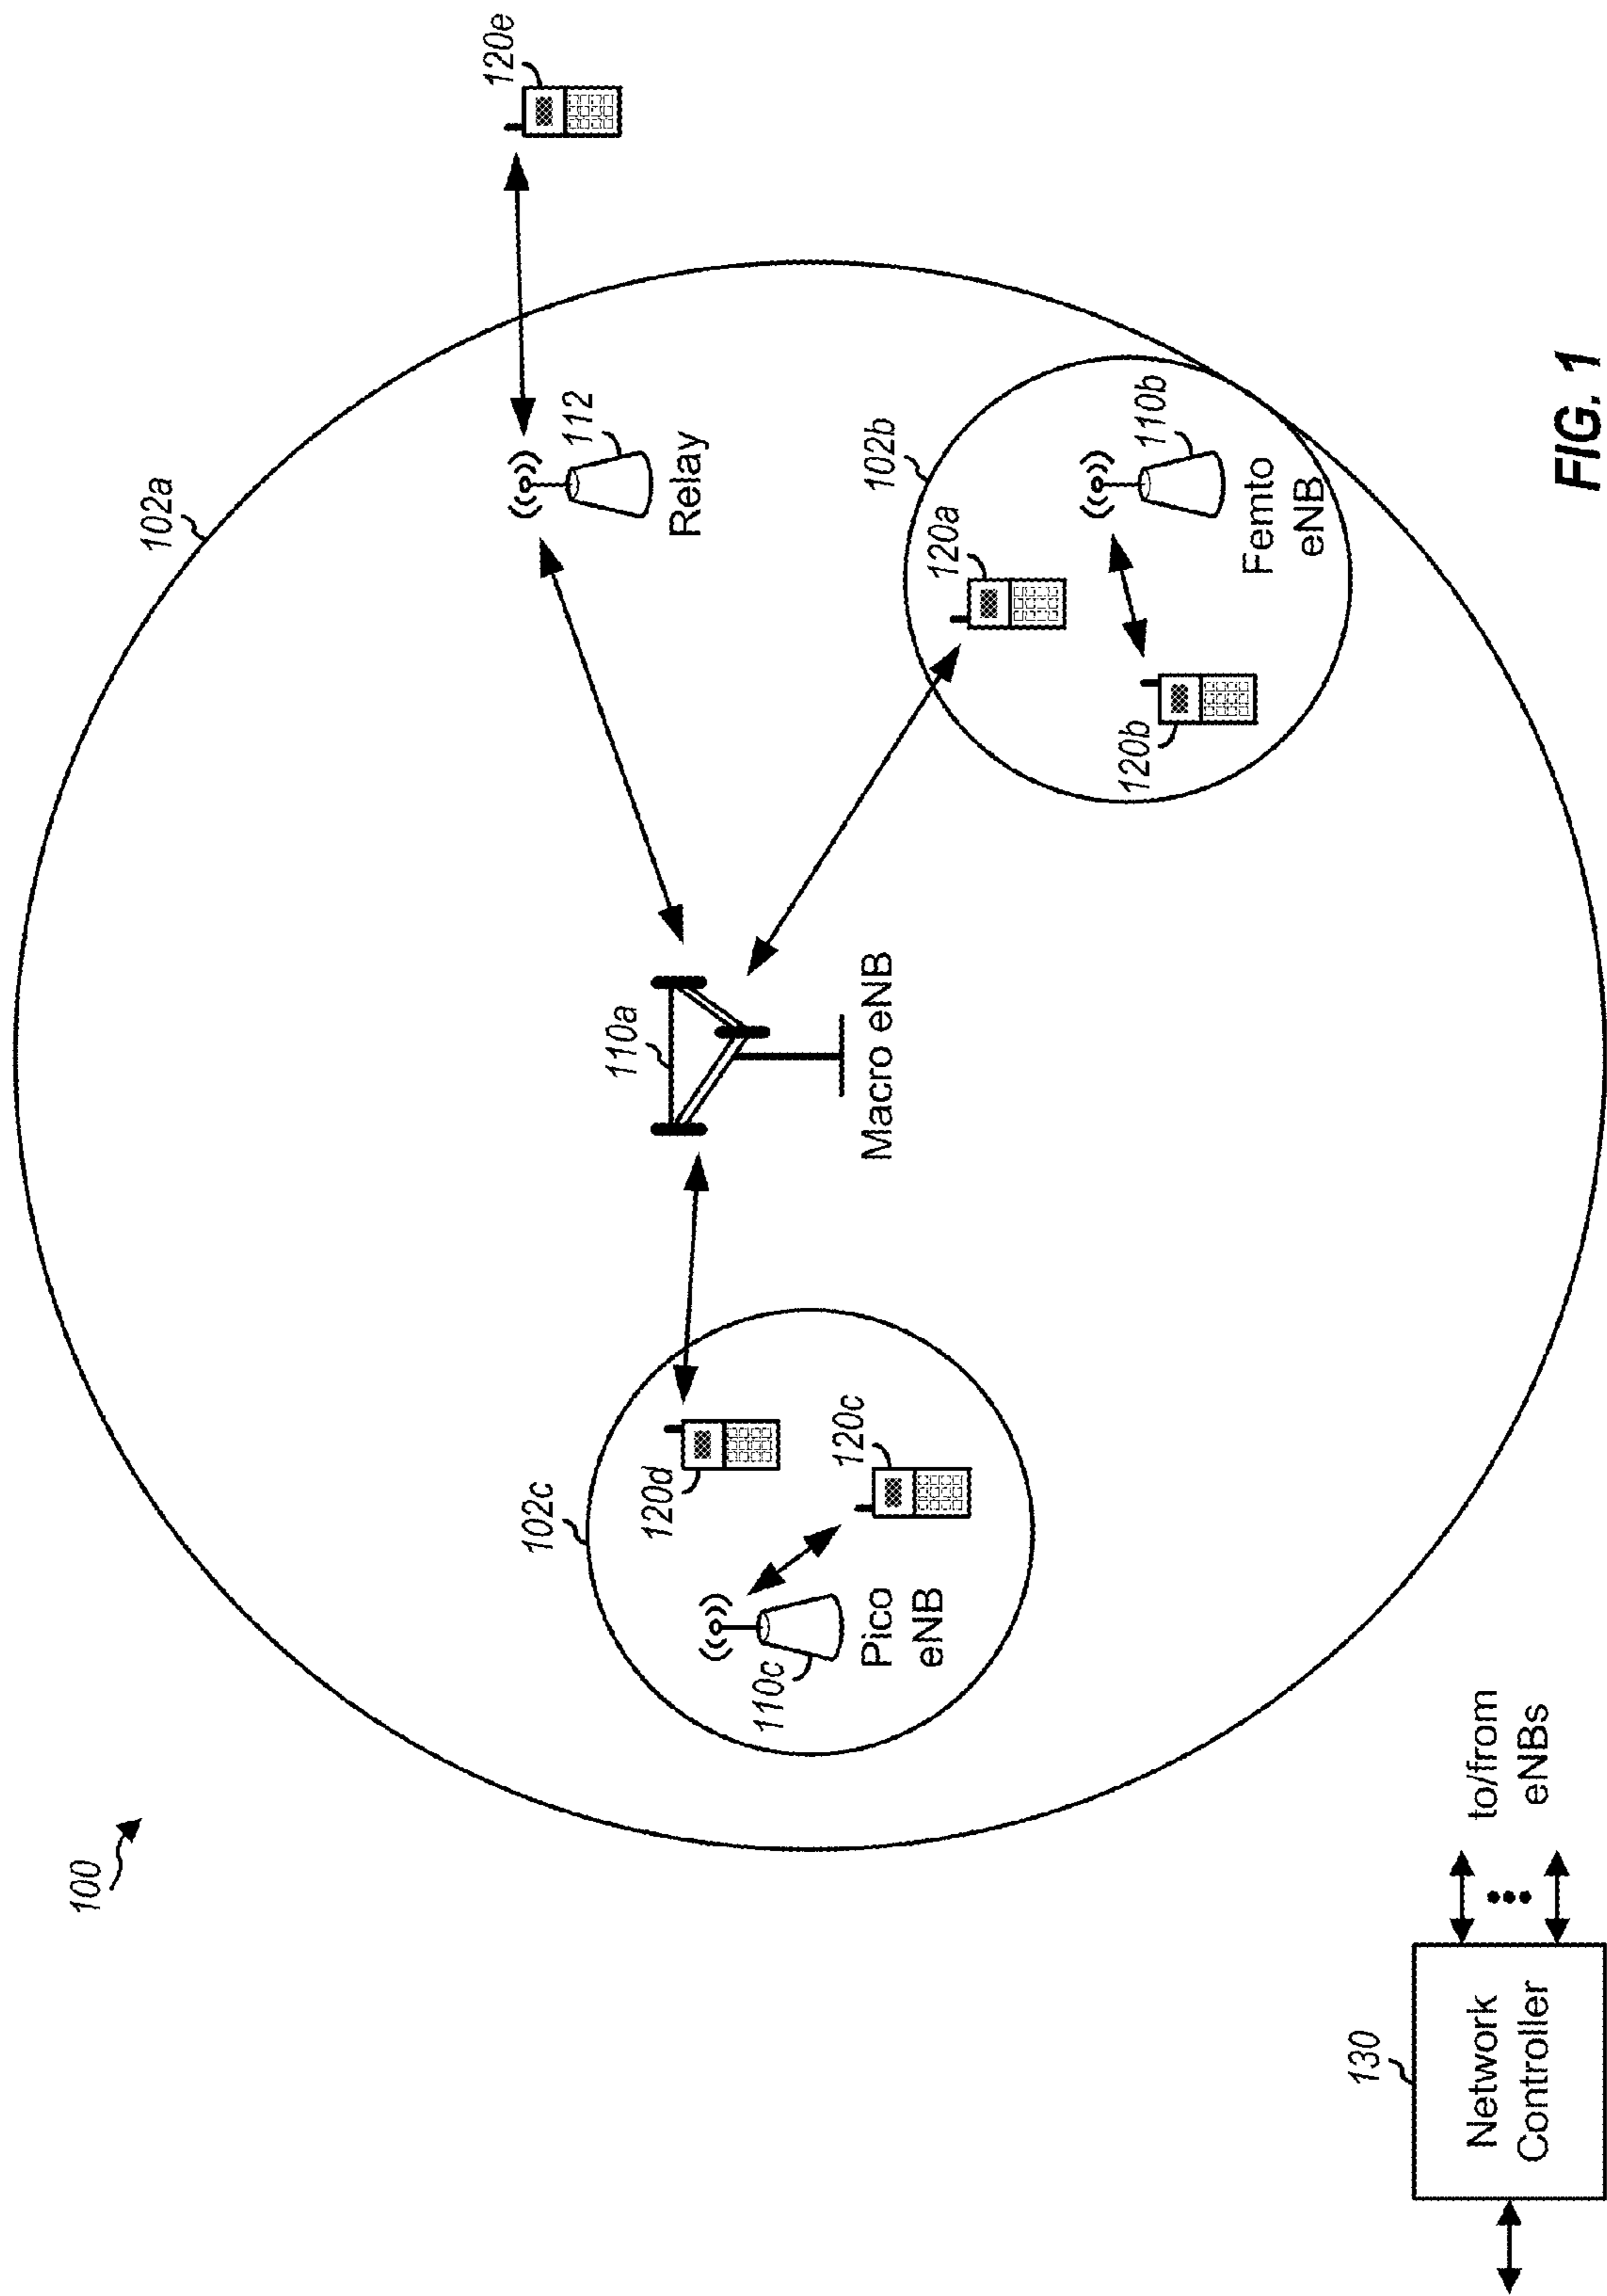 100
102a
120e
112
Relay
110a
Macro eNB
102c
120d
120c
110c
Pico
eNB
102b
120a
110b
120b
Femto
eNB
130
Network
Controller
to/from
eNBs
FIG. 1